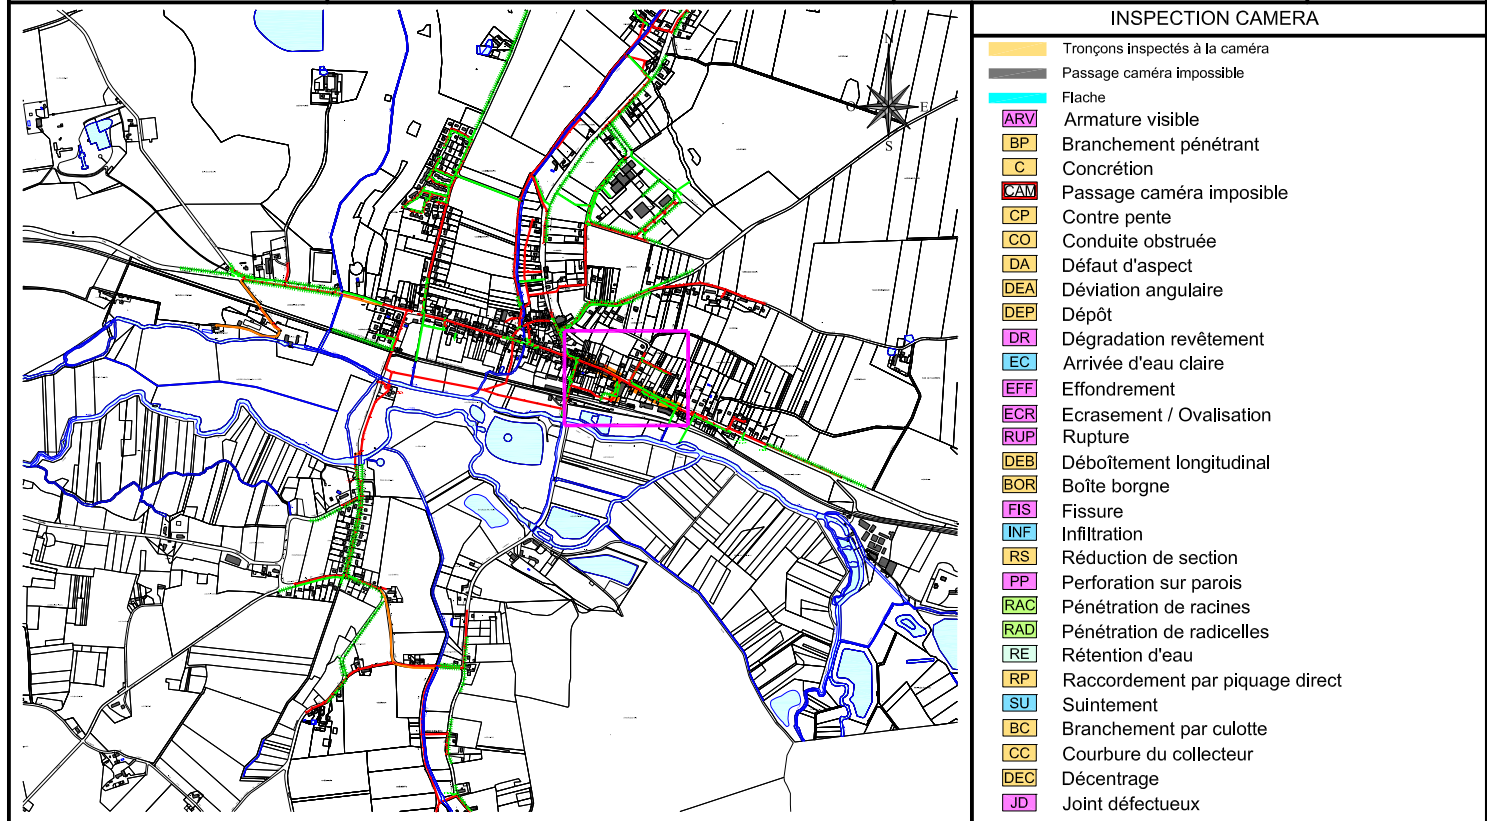 INSPECTION CAMERA
Tronçons inspectés à la caméra
Passage caméra impossible
Flache
ARV Armature visible
BP Branchement pénétrant
C Concrétion
CAM Passage caméra imposible
CP Contre pente
CO Conduite obstruée
DA Défaut d'aspect
DEA Déviation angulaire
DEP Dépôt
DR Dégradation revêtement
EC Arrivée d'eau claire
EFF Effondrement
ECR Ecrasement / Ovalisation
RUP Rupture
DEB Déboîtement longitudinal
BOR Boîte borgne
FIS Fissure
INF Infiltration
RS Réduction de section
PP Perforation sur parois
RAC Pénétration de racines
RAD Pénétration de radicelles
RE Rétention d'eau
RP Raccordement par piquage direct
SU Suintement
BC Branchement par culotte
CC Courbure du collecteur
DEC Décentrage
JD Joint défectueux
N
O E
S